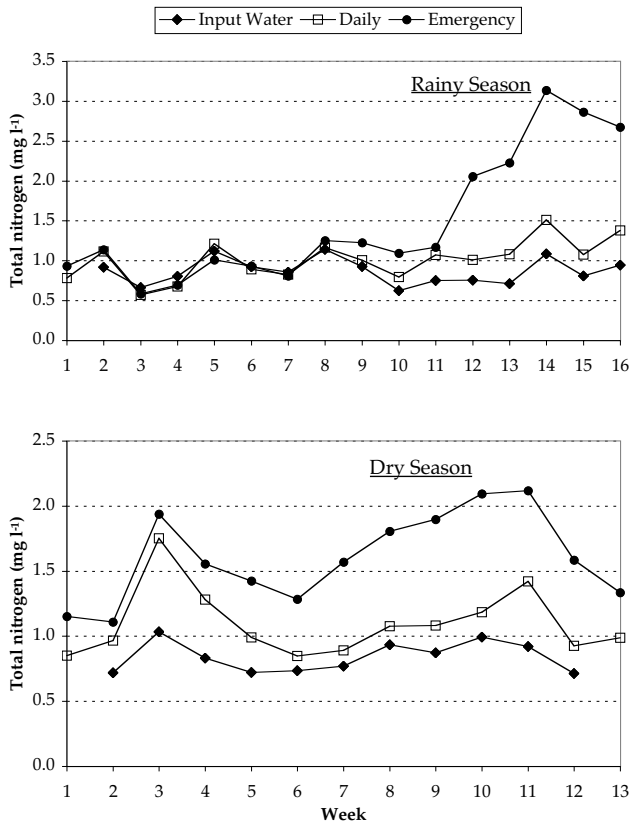 Input Water Daily Emergency
Rainy Season
Total nitrogen (mg l-1)
3.5
3.0
2.5
2.0
1.5
1.0
0.5
0.0
1 2 3 4 5 6 7 8 9 10 11 12 13 14 15 16
Dry Season
Total nitrogen (mg l-1)
2.5
2.0
1.5
1.0
0.5
0.0
1 2 3 4 5 6 7 8 9 10 11 12 13
Week